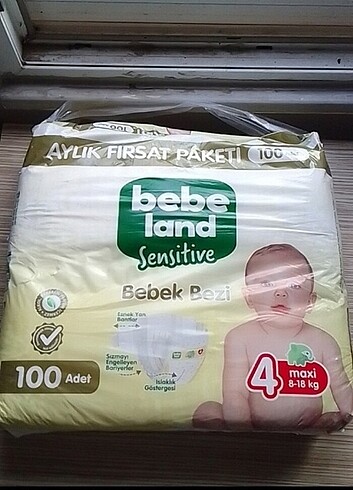 100
AYLIK FIRSAT PAKETİ 100
bebe
land
Sensitive
Bebek Bezi
Esnek Yan
Bantlar
Sızmayı
Engelleyen
Bariyerler
Islaklık
Göstergesi
100 Adet
4 maxi
8-18 kg